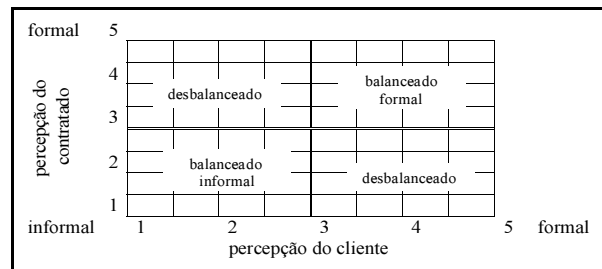 formal 5
4
balanceado
formal
desbalanceado
percepção do
contratado
3
2
balanceado
informal
desbalanceado
1
informal 1 2 3 4 5 formal
percepção do cliente